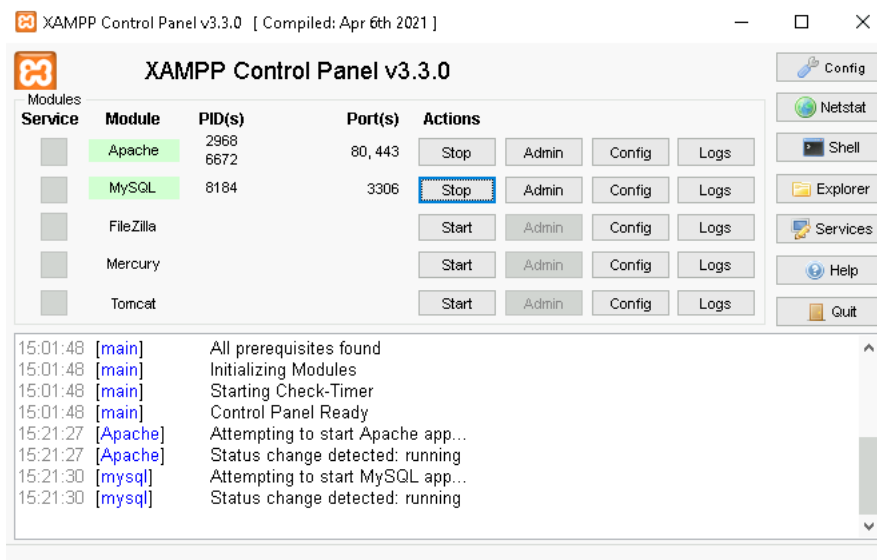 XAMPP Control Panel v3.3.0 [ Compiled: Apr 6th 2021 ]
XAMPP Control Panel v3.3.0
Config
Modules
Service Module PID(s) Port(s) Actions
Netstat
Apache 2968 6672 80, 443 Stop Admin Config Logs
Shell
MySQL 8184 3306 Stop Admin Config Logs
Explorer
FileZilla Start Admin Config Logs
Services
Mercury Start Admin Config Logs
Help
Tomcat Start Admin Config Logs
Quit
15:01:48 [main] All prerequisites found
15:01:48 [main] Initializing Modules
15:01:48 [main] Starting Check-Timer
15:01:48 [main] Control Panel Ready
15:21:27 [Apache] Attempting to start Apache app...
15:21:27 [Apache] Status change detected: running
15:21:30 [mysql] Attempting to start MySQL app...
15:21:30 [mysql] Status change detected: running